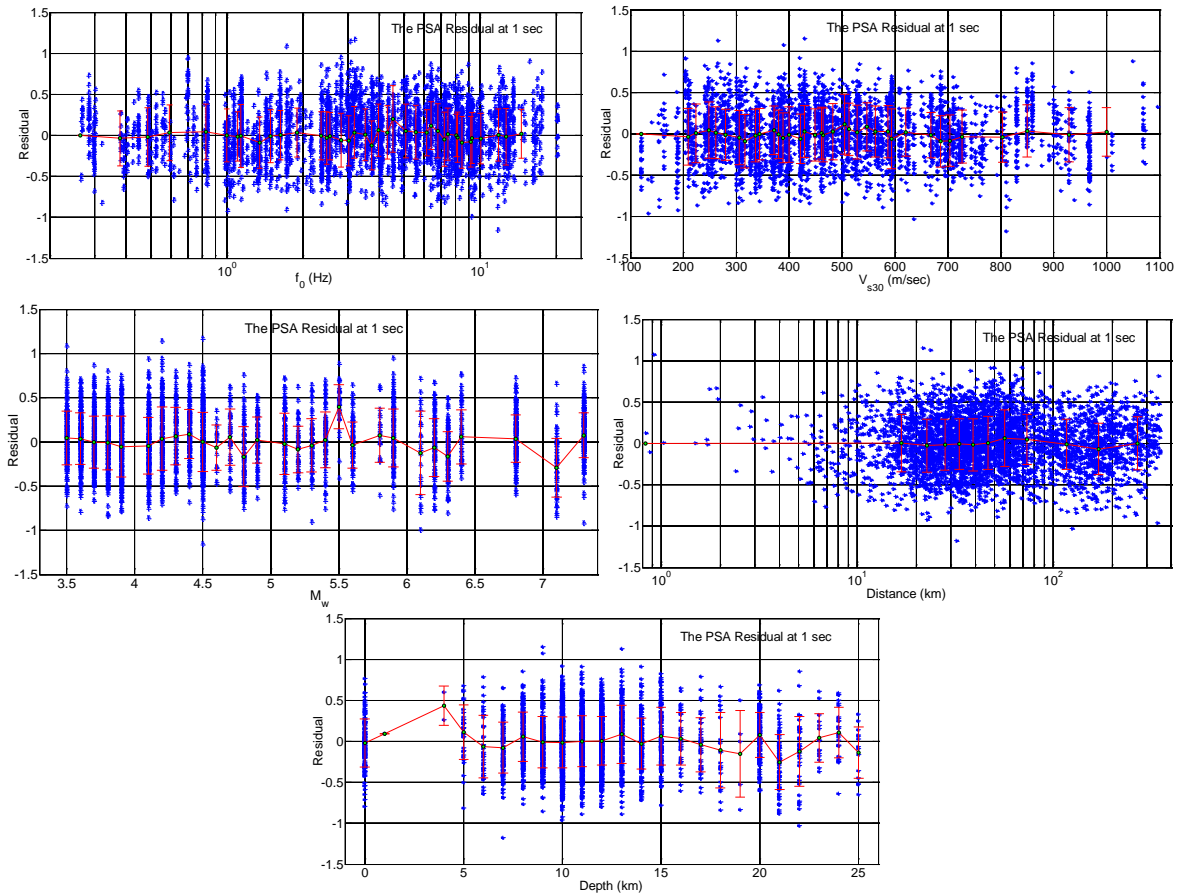 The PSA Residual at 1 sec
1.5
1
0.5
0
-0.5
-1
-1.5
Residual
10^0
10^1
f_0 (Hz)
The PSA Residual at 1 sec
1.5
1
0.5
0
-0.5
-1
-1.5
Residual
100 200 300 400 500 600 700 800 900 1000 1100
V_s30 (m/sec)
The PSA Residual at 1 sec
1.5
1
0.5
0
-0.5
-1
-1.5
Residual
3.5 4 4.5 5 5.5 6 6.5 7
M_w
The PSA Residual at 1 sec
1.5
1
0.5
0
-0.5
-1
-1.5
Residual
10^0 10^1 10^2
Distance (km)
The PSA Residual at 1 sec
1.5
1
0.5
0
-0.5
-1
-1.5
Residual
0 5 10 15 20 25
Depth (km)